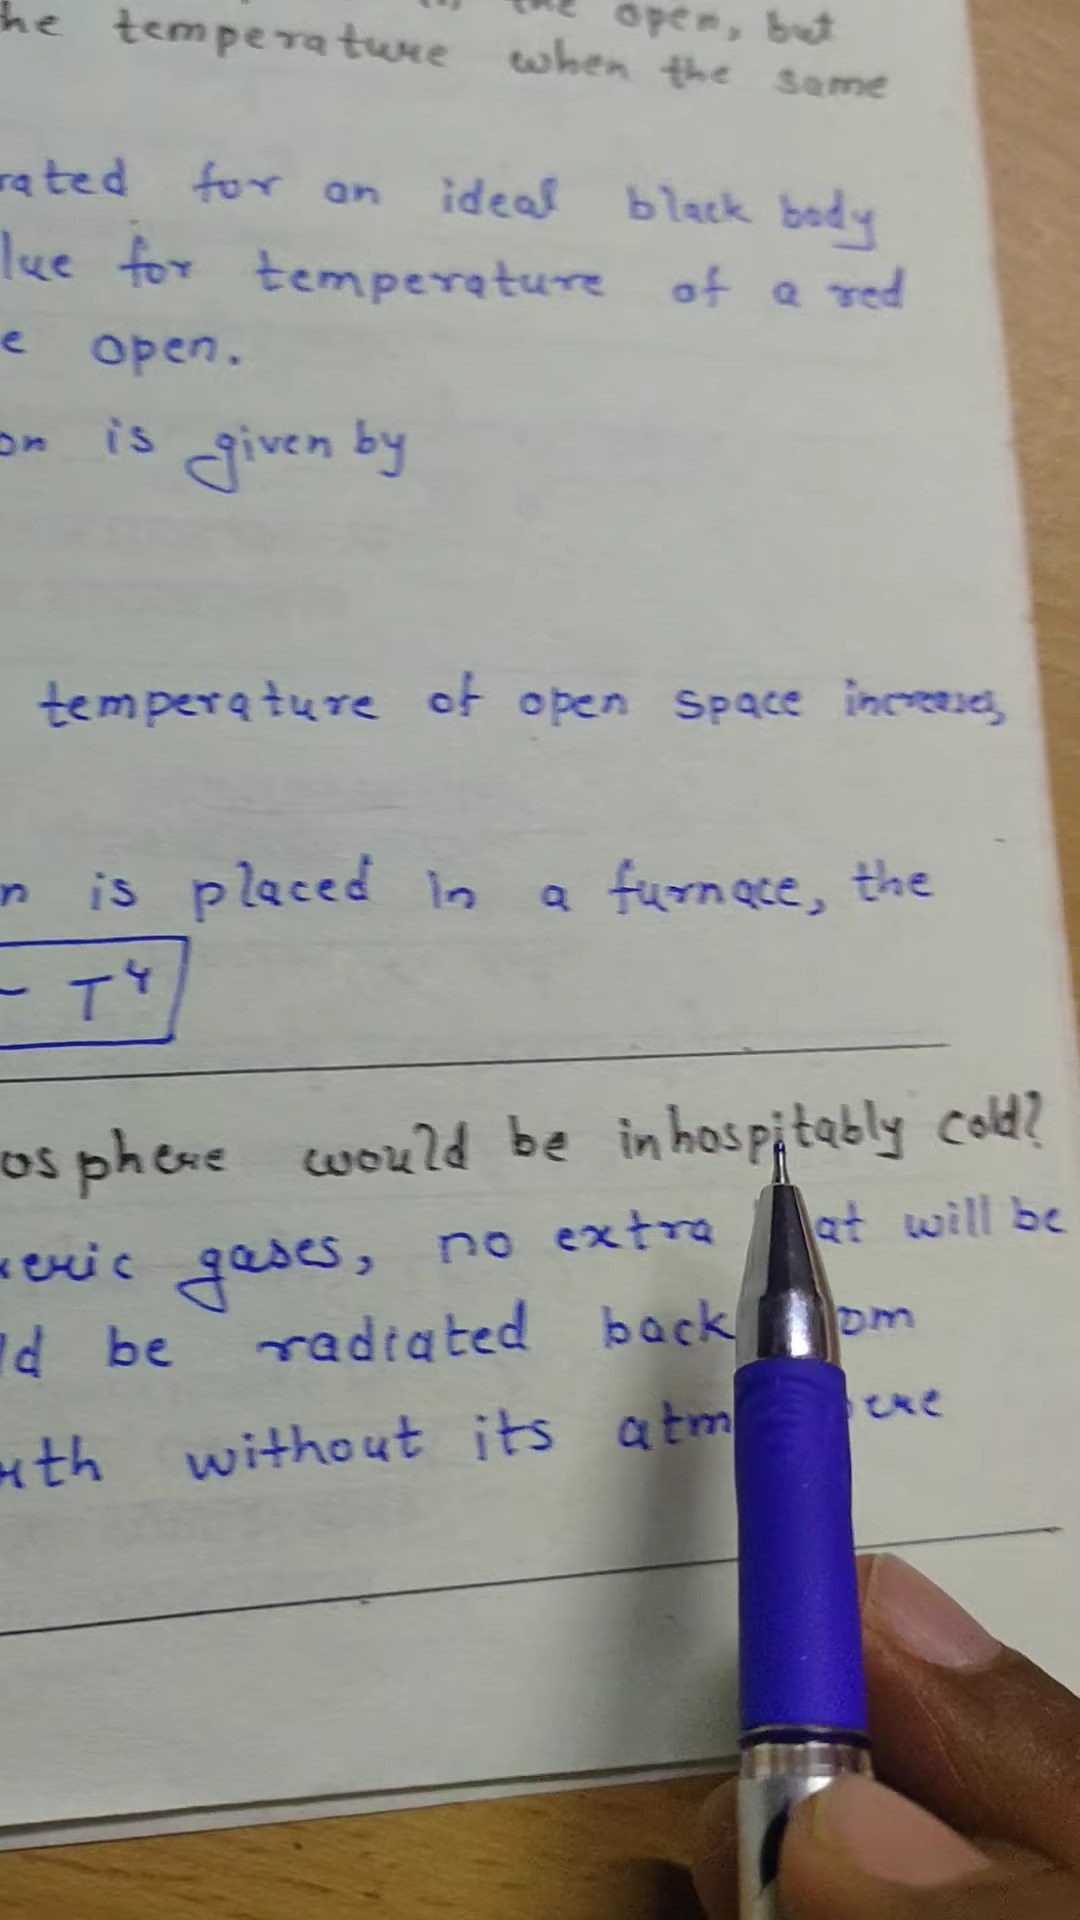 the open, but
he temperature when the same
rated for an ideal black body
lue for temperature of a red
e open.
on is given by
temperature of open space increases,
n is placed in a furnace, the
- T⁴
osphere would be inhospitably cold?
eric gases, no extra at will be
ld be radiated back om
rth without its atm ere